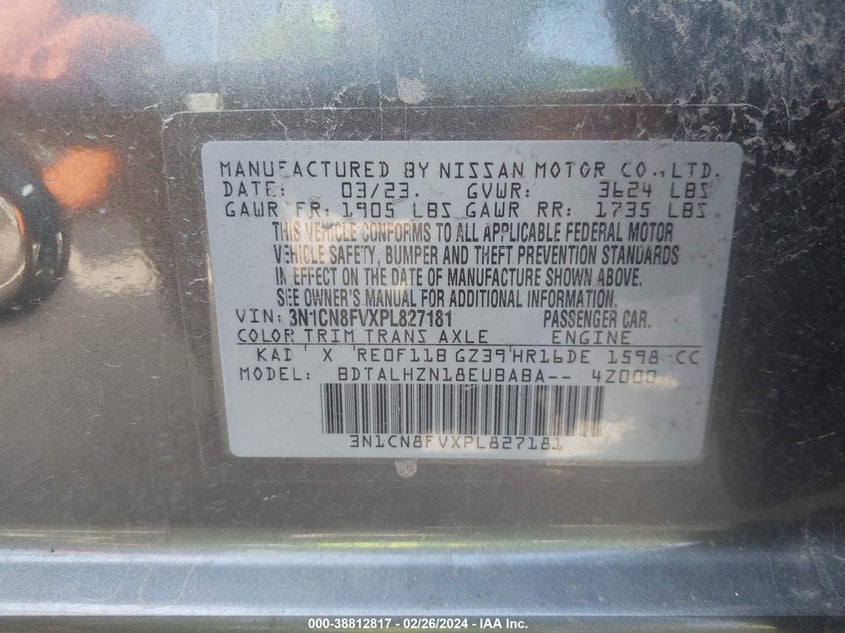 MANUFACTURED BY NISSAN MOTOR CO., LTD.
DATE: 03/23. GVWR: 3624 LBS
GAWR FR: 1905 LBS GAWR RR: 1735 LBS
THIS VEHICLE CONFORMS TO ALL APPLICABLE FEDERAL MOTOR
VEHICLE SAFETY, BUMPER AND THEFT PREVENTION STANDARDS
IN EFFECT ON THE DATE OF MANUFACTURE SHOWN ABOVE.
SEE OWNER'S MANUAL FOR ADDITIONAL INFORMATION.
VIN: 3N1CN8FVXPL827181 PASSENGER CAR.
COLOR TRIM TRANS AXLE ENGINE
KAD X RE0F11B GZ39 HR16DE 1598 CC
MODEL: BDTALHZN18EUBABA-- 4Z000
3N1CN8FVXPL827181
000-38812817 - 02/26/2024 - IAA Inc.